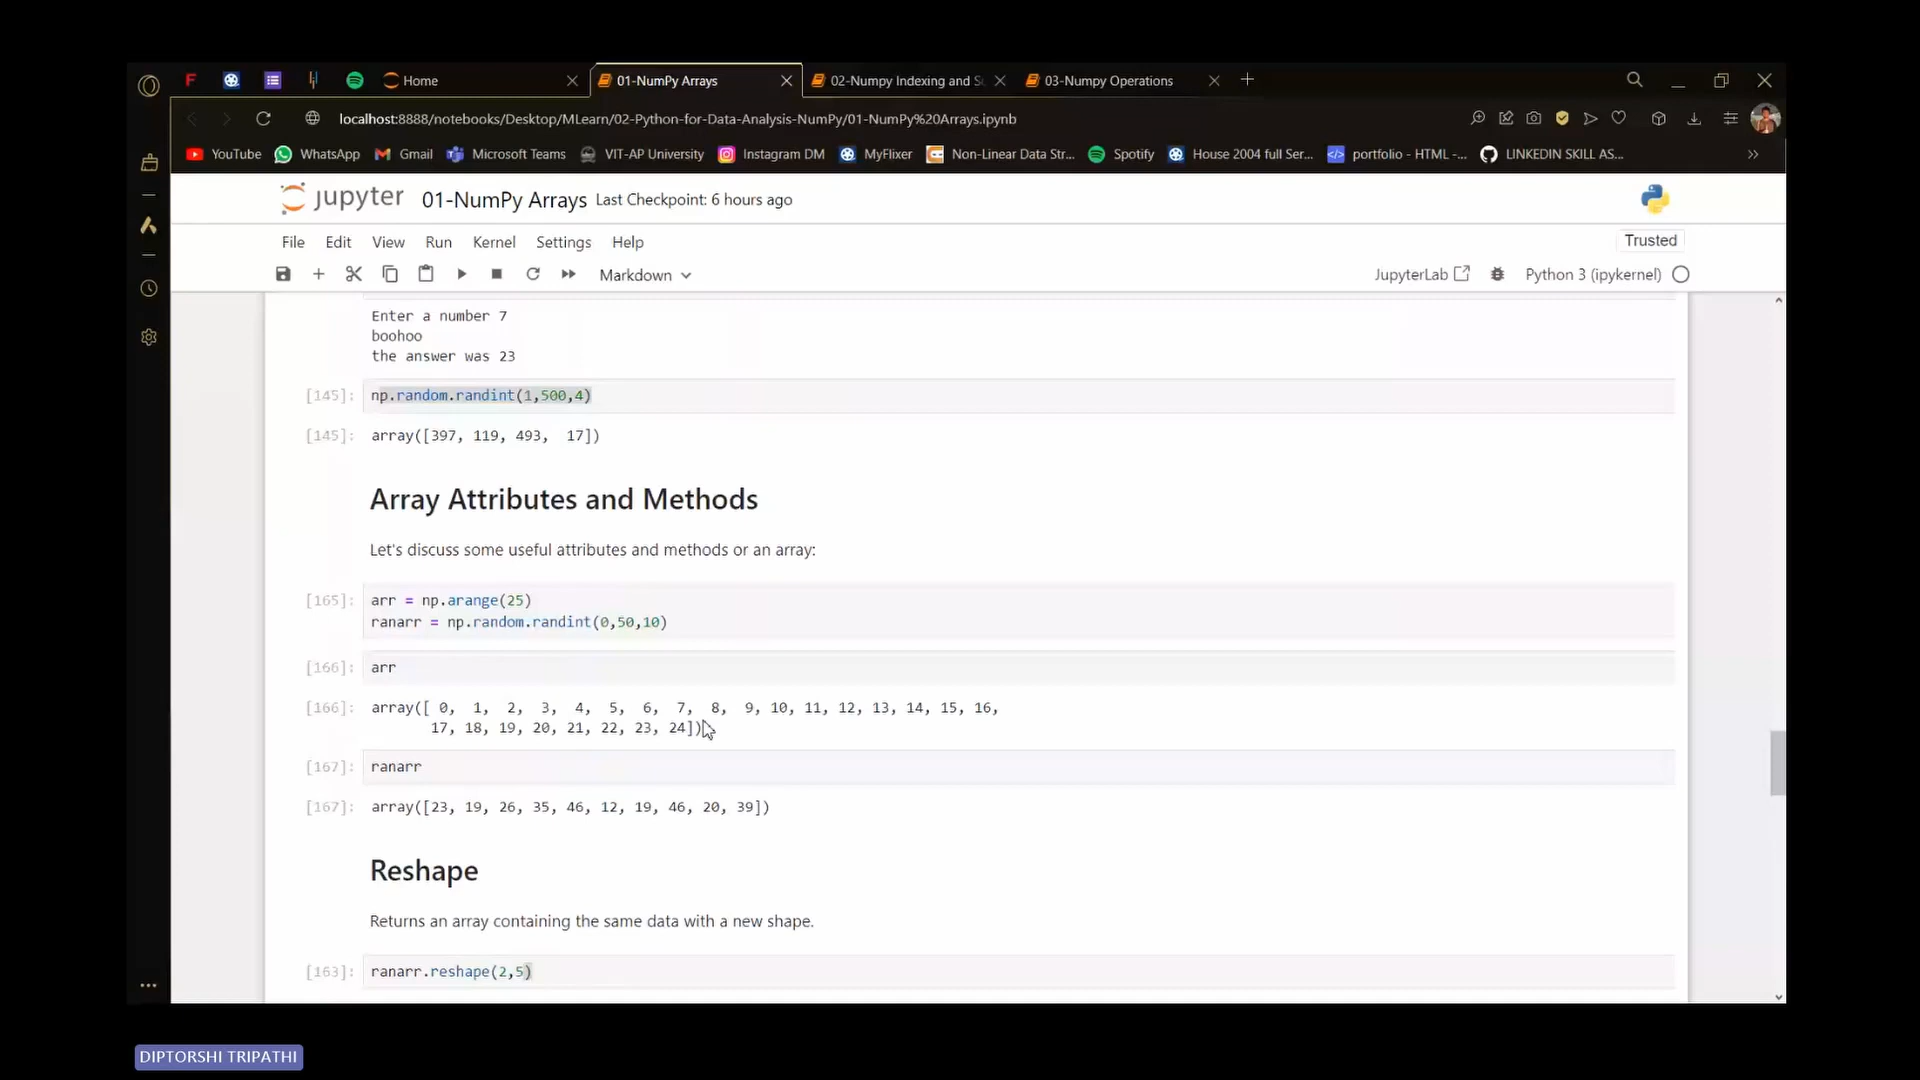 Home
01-NumPy Arrays
02-Numpy Indexing and S
03-Numpy Operations
localhost:8888/notebooks/Desktop/MLearn/02-Python-for-Data-Analysis-NumPy/01-NumPy%20Arrays.ipynb
YouTube WhatsApp Gmail Microsoft Teams VIT-AP University Instagram DM MyFlixer Non-Linear Data Str... Spotify House 2004 full Ser... portfolio - HTML -... LINKEDIN SKILL AS...
jupyter 01-NumPy Arrays Last Checkpoint: 6 hours ago
File Edit View Run Kernel Settings Help
Trusted
Markdown
JupyterLab Python 3 (ipykernel)
Enter a number 7
boohoo
the answer was 23
[145]: np.random.randint(1,500,4)
[145]: array([397, 119, 493,  17])
Array Attributes and Methods
Let's discuss some useful attributes and methods or an array:
[165]: arr = np.arange(25)
ranarr = np.random.randint(0,50,10)
[166]: arr
[166]: array([ 0,  1,  2,  3,  4,  5,  6,  7,  8,  9, 10, 11, 12, 13, 14, 15, 16,
17, 18, 19, 20, 21, 22, 23, 24])
[167]: ranarr
[167]: array([23, 19, 26, 35, 46, 12, 19, 46, 20, 39])
Reshape
Returns an array containing the same data with a new shape.
[163]: ranarr.reshape(2,5)
DIPTORSHI TRIPATHI